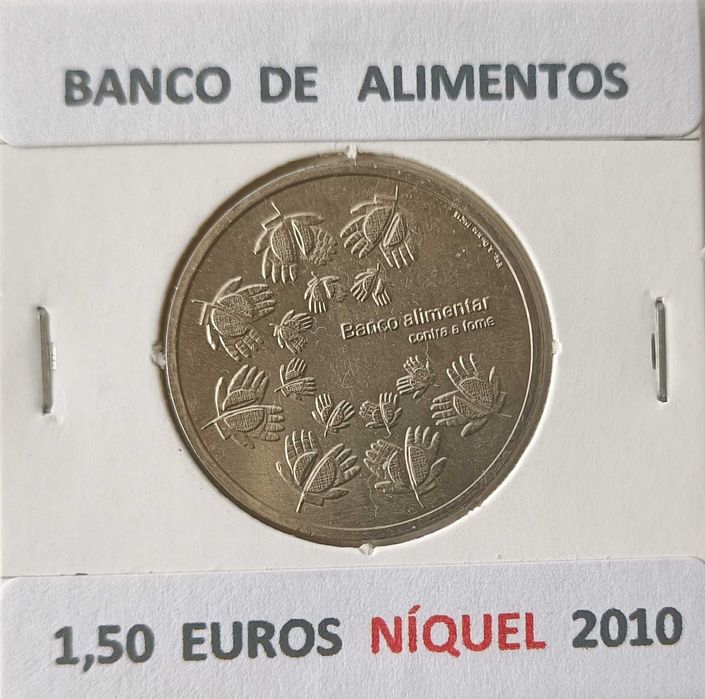 BANCO DE ALIMENTOS
Banco alimentar
contra a fome
1,50 EUROS NÍQUEL 2010